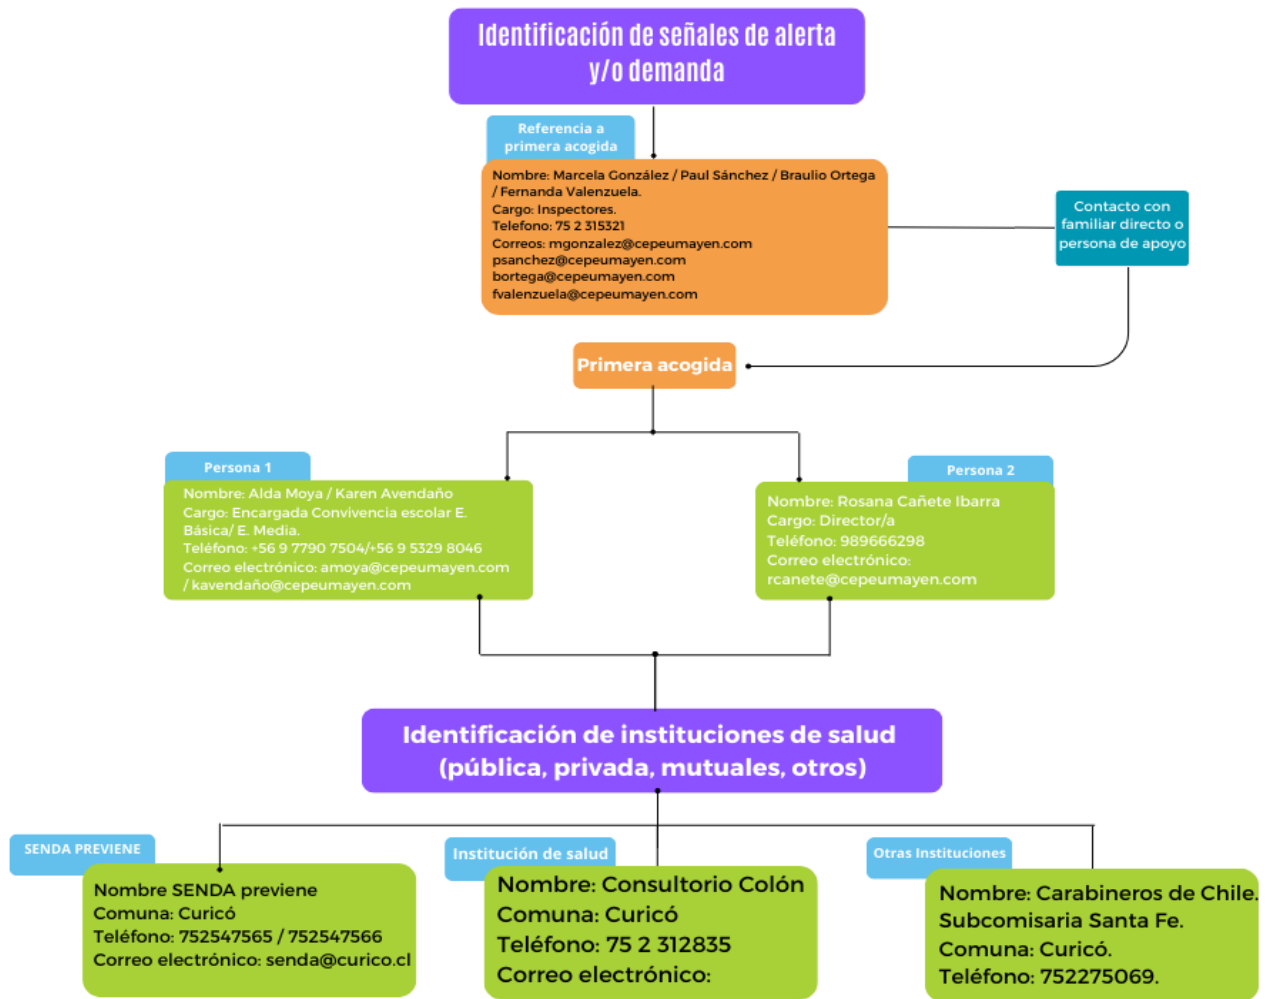 Identificación de señales de alerta
y/o demanda
Referencia a
primera acogida
Nombre: Marcela González / Paul Sánchez / Braulio Ortega
/ Fernanda Valenzuela.
Cargo: Inspectores.
Telefono: 75 2 315321
Correos: mgonzalez@cepeumayen.com
psanchez@cepeumayen.com
bortega@cepeumayen.com
fvalenzuela@cepeumayen.com
Contacto con
familiar directo o
persona de apoyo
Primera acogida
Persona 1
Nombre: Alda Moya / Karen Avendaño
Cargo: Encargada Convivencia escolar E.
Básica/ E. Media.
Teléfono: +56 9 7790 7504/+56 9 5329 8046
Correo electrónico: amoya@cepeumayen.com
/ kavendaño@cepeumayen.com
Persona 2
Nombre: Rosana Cañete Ibarra
Cargo: Director/a
Teléfono: 989666298
Correo electrónico:
rcanete@cepeumayen.com
Identificación de instituciones de salud
(pública, privada, mutuales, otros)
SENDA PREVIENE
Nombre SENDA previene
Comuna: Curicó
Teléfono: 752547565 / 752547566
Correo electrónico: senda@curico.cl
Institución de salud
Nombre: Consultorio Colón
Comuna: Curicó
Teléfono: 75 2 312835
Correo electrónico:
Otras Instituciones
Nombre: Carabineros de Chile.
Subcomisaria Santa Fe.
Comuna: Curicó.
Teléfono: 752275069.